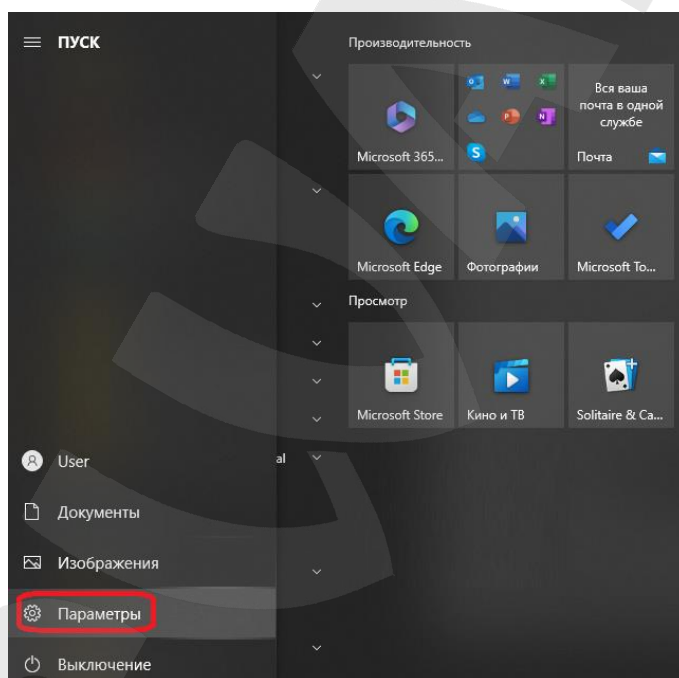 ПУСК
Производительность
Microsoft 365...
Вся ваша
почта в одной
службе
Почта
Microsoft Edge
Фотографии
Microsoft To...
Просмотр
Microsoft Store
Кино и ТВ
Solitaire & Ca...
User
al
Документы
Изображения
Параметры
Выключение